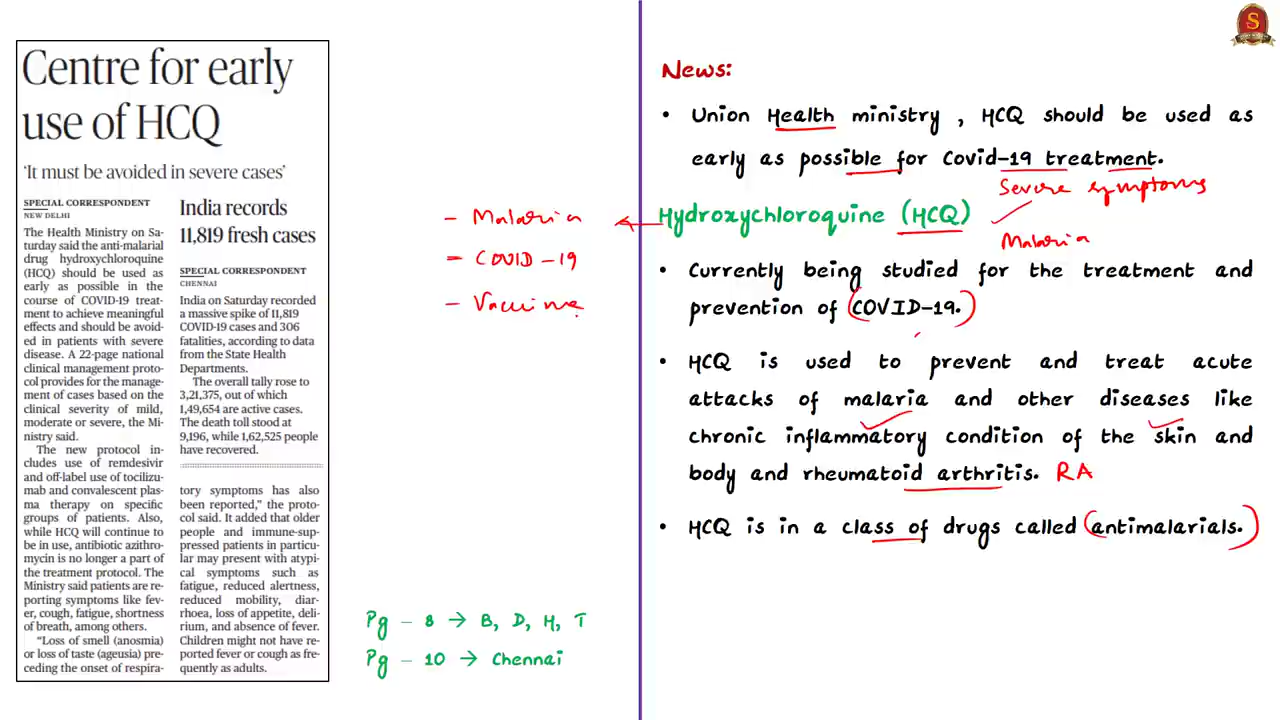 Centre for early
use of HCQ
'It must be avoided in severe cases'
SPECIAL CORRESPONDENT
NEW DELHI
The Health Ministry on Sa-
turday said the anti-malarial
drug hydroxychloroquine
(HCQ) should be used as
early as possible in the
course of COVID-19 treat-
ment to achieve meaningful
effects and should be avoid-
ed in patients with severe
disease. A 22-page national
clinical management proto-
col provides for the manage-
ment of cases based on the
clinical severity of mild,
moderate or severe, the Mi-
nistry said.
The new protocol in-
cludes use of remdesivir
and off-label use of tocilizu-
mab and convalescent plas-
ma therapy on specific
groups of patients. Also,
while HCQ will continue to
be in use, antibiotic azithro-
mycin is no longer a part of
the treatment protocol. The
Ministry said patients are re-
porting symptoms like fev-
er, cough, fatigue, shortness
of breath, among others.
"Loss of smell (anosmia)
or loss of taste (ageusia) pre-
ceding the onset of respira-
India records
11,819 fresh cases
SPECIAL CORRESPONDENT
CHENNAI
India on Saturday recorded
a massive spike of 11,819
COVID-19 cases and 306
fatalities, according to data
from the State Health
Departments.
The overall tally rose to
3,21,375, out of which
1,49,654 are active cases.
The death toll stood at
9,196, while 1,62,525 people
have recovered.
tory symptoms has also
been reported," the proto-
col said. It added that older
people and immune-sup-
pressed patients in particu-
lar may present with atypi-
cal symptoms such as
fatigue, reduced alertness,
reduced mobility, diar-
rhoea, loss of appetite, deli-
rium, and absence of fever.
Children might not have re-
ported fever or cough as fre-
quently as adults.
- Malaria
- COVID-19
- Vaccine
Pg - 8 → B, D, H, T
Pg - 10 → Chennai
S
News:
• Union Health ministry, HCQ should be used as
early as possible for Covid-19 treatment.
Severe symptoms
Hydroxychloroquine (HCQ)
Malaria
• Currently being studied for the treatment and
prevention of (COVID-19.)
• HCQ is used to prevent and treat acute
attacks of malaria and other diseases like
chronic inflammatory condition of the skin and
body and rheumatoid arthritis. RA
• HCQ is in a class of drugs called (antimalarials.)